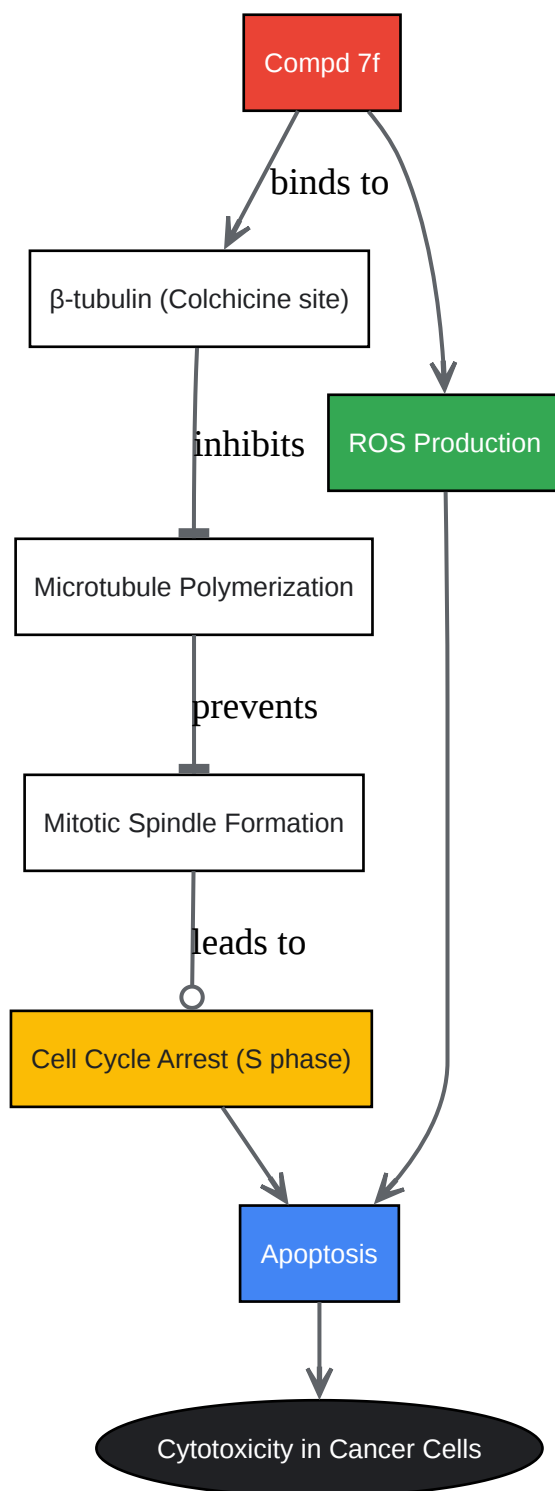 Compd 7f
binds to
β-tubulin (Colchicine site)
inhibits
ROS Production
Microtubule Polymerization
prevents
Mitotic Spindle Formation
leads to
Cell Cycle Arrest (S phase)
Apoptosis
Cytotoxicity in Cancer Cells